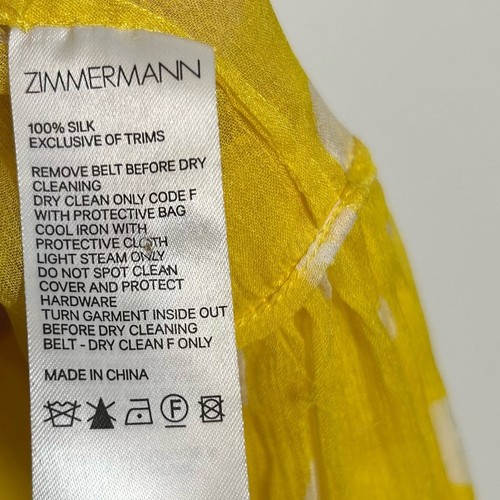 ZIMMERMANN
100% SILK
EXCLUSIVE OF TRIMS
REMOVE BELT BEFORE DRY
CLEANING
DRY CLEAN ONLY CODE F
WITH PROTECTIVE BAG
COOL IRON WITH
PROTECTIVE CLOTH
LIGHT STEAM ONLY
DO NOT SPOT CLEAN
COVER AND PROTECT
HARDWARE
TURN GARMENT INSIDE OUT
BEFORE DRY CLEANING
BELT - DRY CLEAN F ONLY
MADE IN CHINA
F